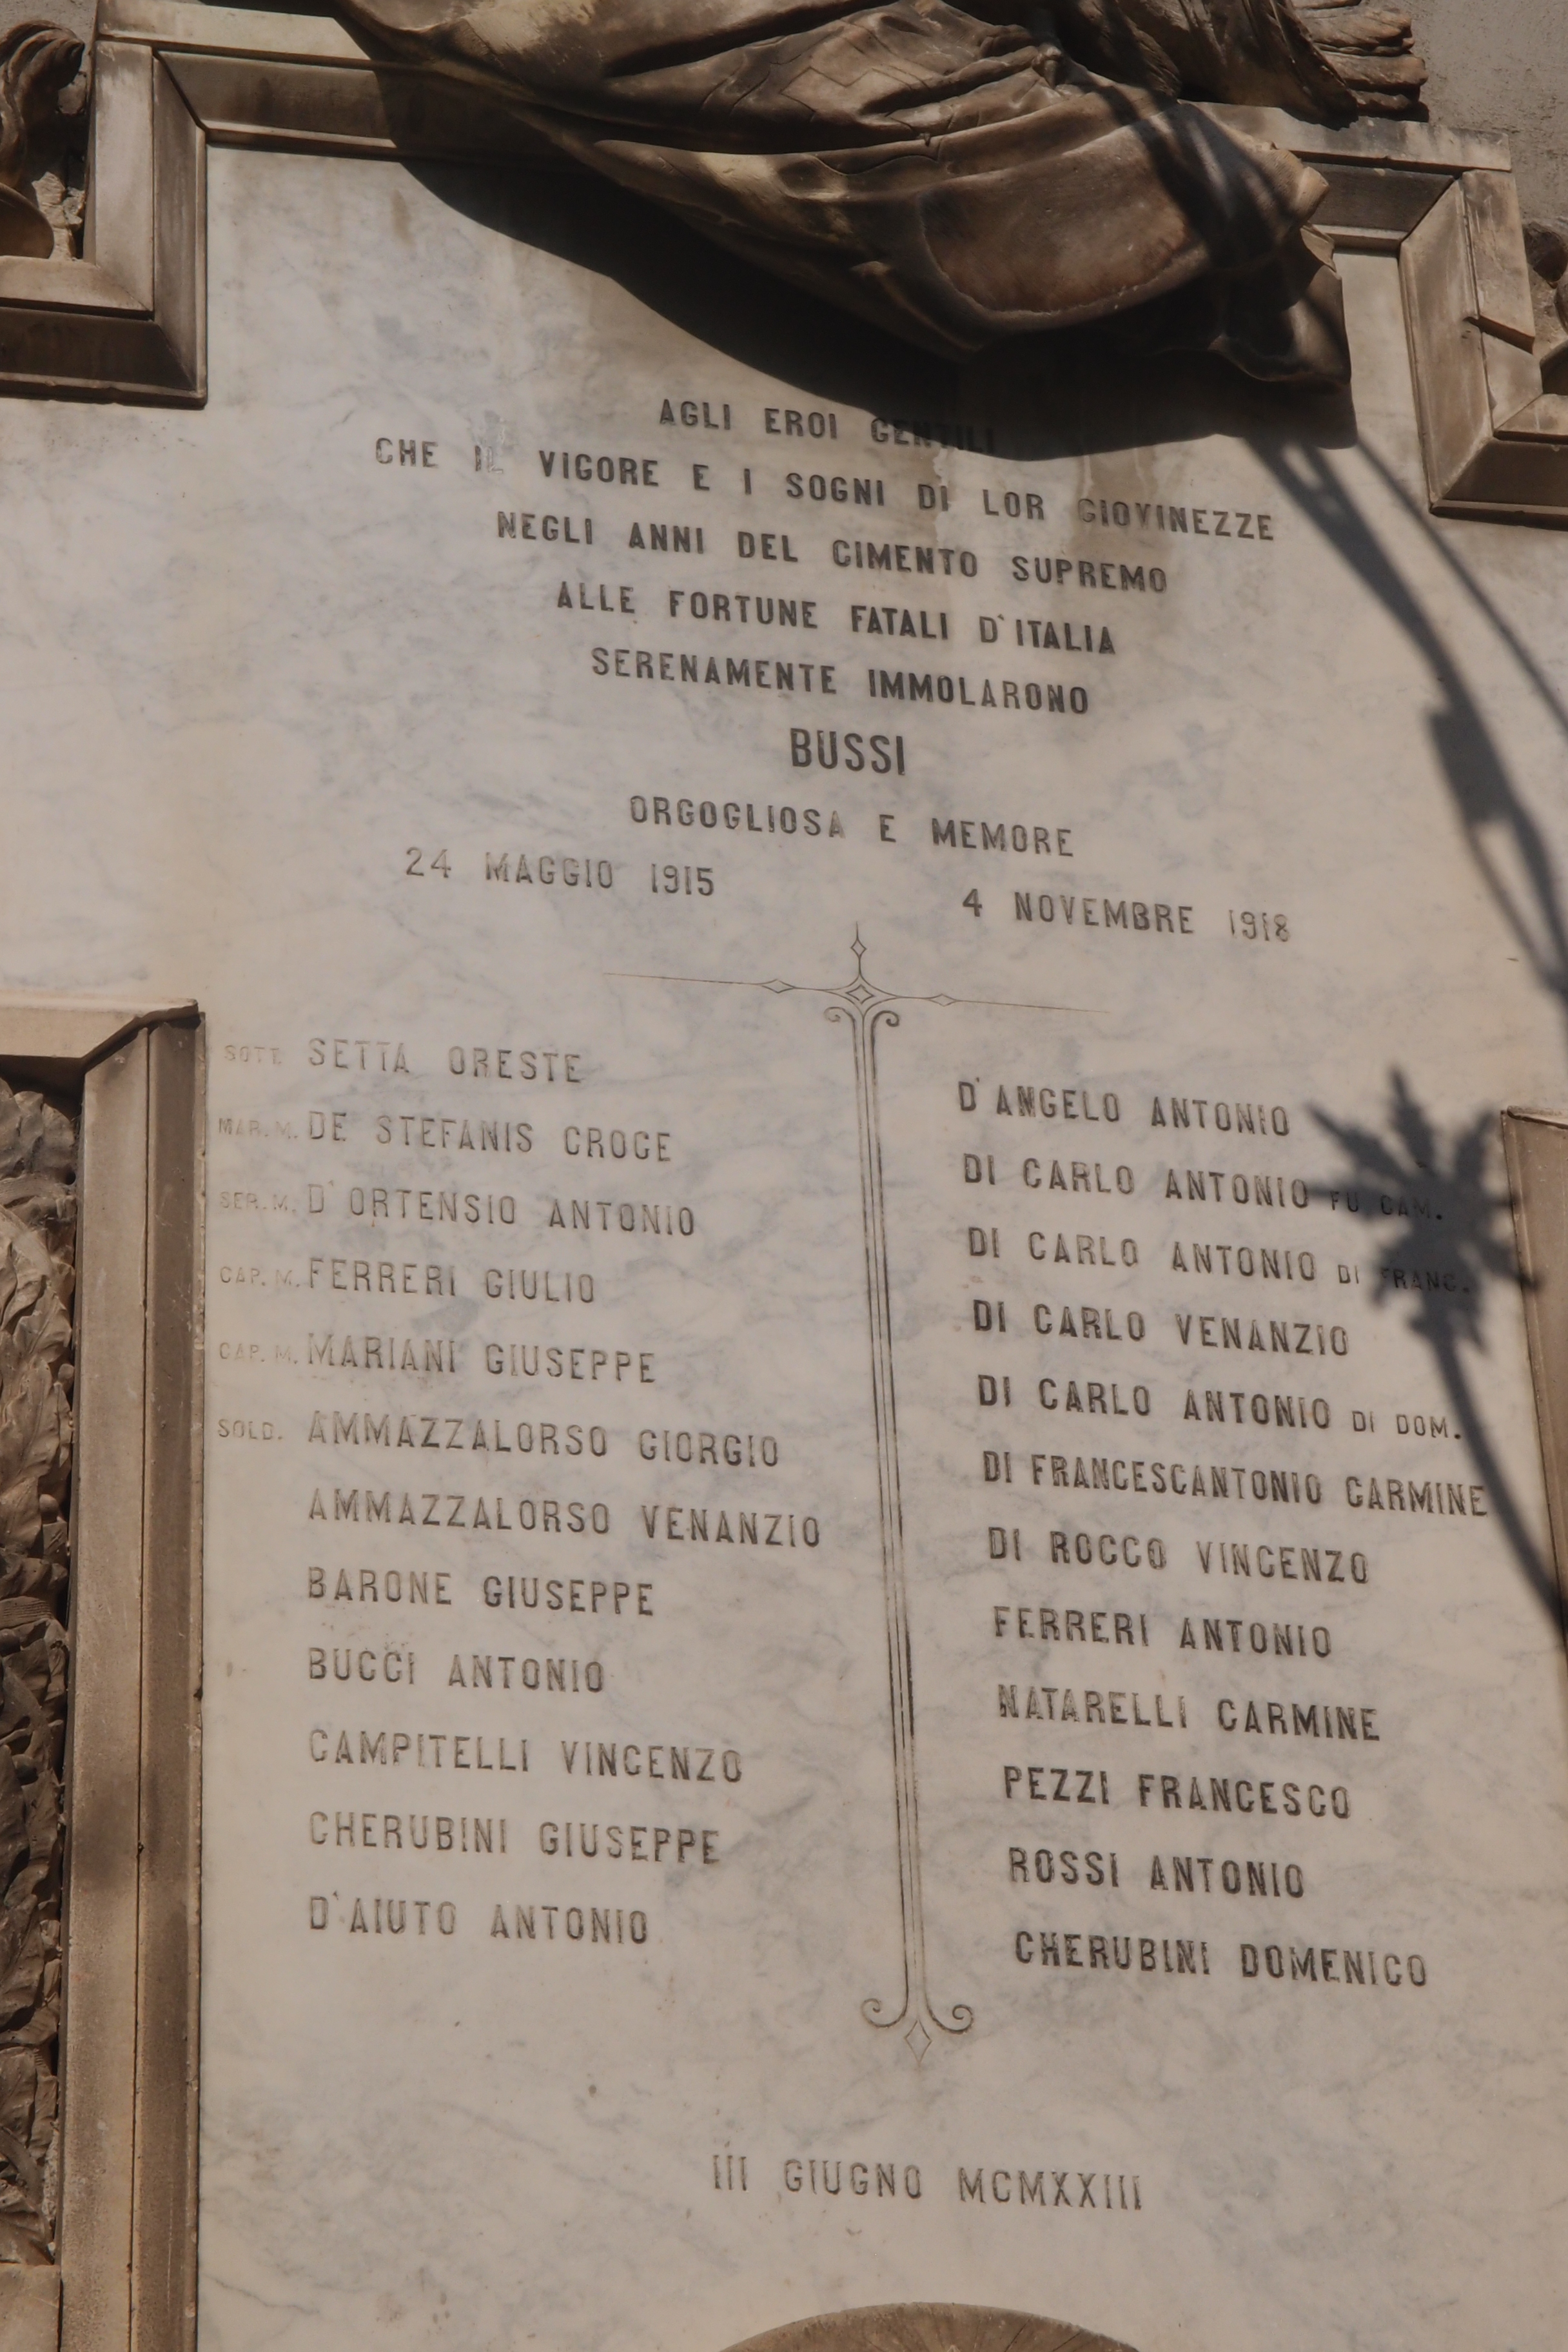 AGLI EROI GENTILI
CHE IL VIGORE E I SOGNI DI LOR GIOVINEZZE
NEGLI ANNI DEL CIMENTO SUPREMO
ALLE FORTUNE FATALI D'ITALIA
SERENAMENTE IMMOLARONO
BUSSI
ORGOGLIOSA E MEMORE
24 MAGGIO 1915
4 NOVEMBRE 1918
SOTT. SETTA ORESTE
MAR. M. DE STEFANIS CROCE
SER. M. D'ORTENSIO ANTONIO
CAP. M. FERRERI GIULIO
CAP. M. MARIANI GIUSEPPE
SOLD. AMMAZZALORSO GIORGIO
AMMAZZALORSO VENANZIO
BARONE GIUSEPPE
BUCCI ANTONIO
CAMPITELLI VINCENZO
CHERUBINI GIUSEPPE
D'AIUTO ANTONIO
D'ANGELO ANTONIO
DI CARLO ANTONIO FU CAM.
DI CARLO ANTONIO DI FRANC.
DI CARLO VENANZIO
DI CARLO ANTONIO DI DOM.
DI FRANCESCANTONIO CARMINE
DI ROCCO VINCENZO
FERRERI ANTONIO
NATARELLI CARMINE
PEZZI FRANCESCO
ROSSI ANTONIO
CHERUBINI DOMENICO
III GIUGNO MCMXXIII